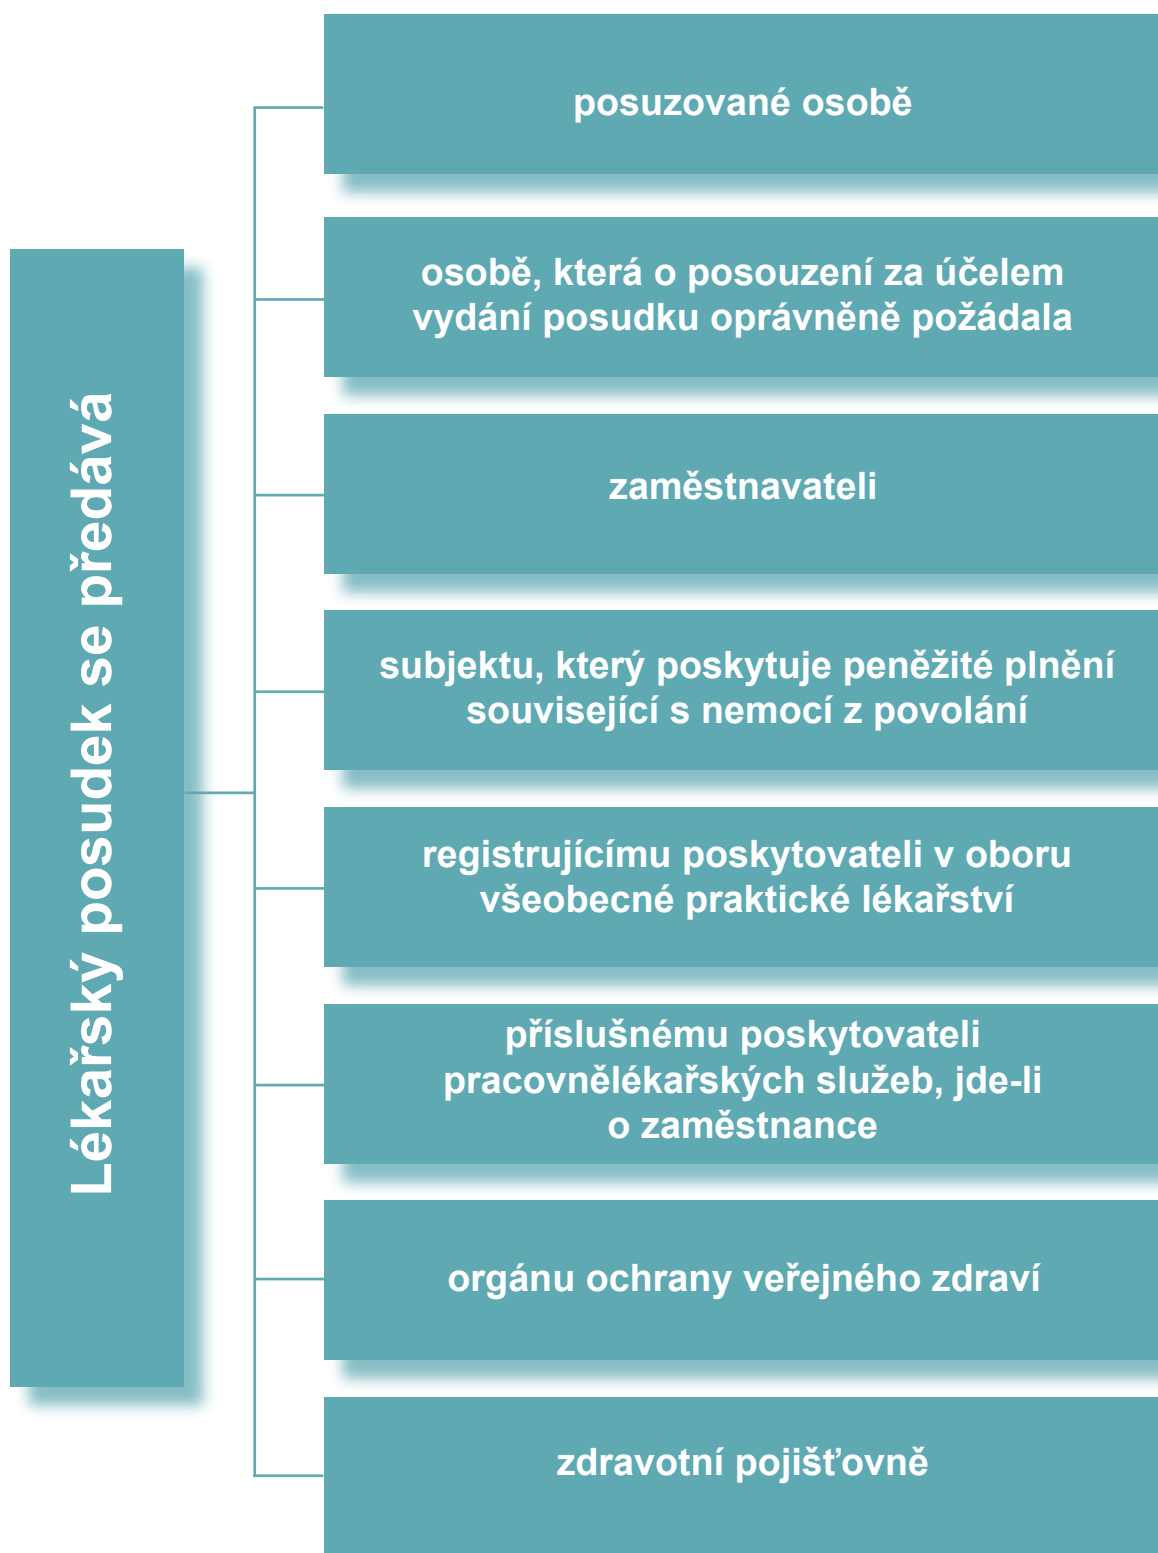 Lékařský posudek se předává
posuzované osobě
osobě, která o posouzení za účelem
vydání posudku oprávněně požádala
zaměstnavateli
subjektu, který poskytuje peněžité plnění
související s nemocí z povolání
registrujícímu poskytovateli v oboru
všeobecné praktické lékařství
příslušnému poskytovateli
pracovnělékařských služeb, jde-li
o zaměstnance
orgánu ochrany veřejného zdraví
zdravotní pojišťovně